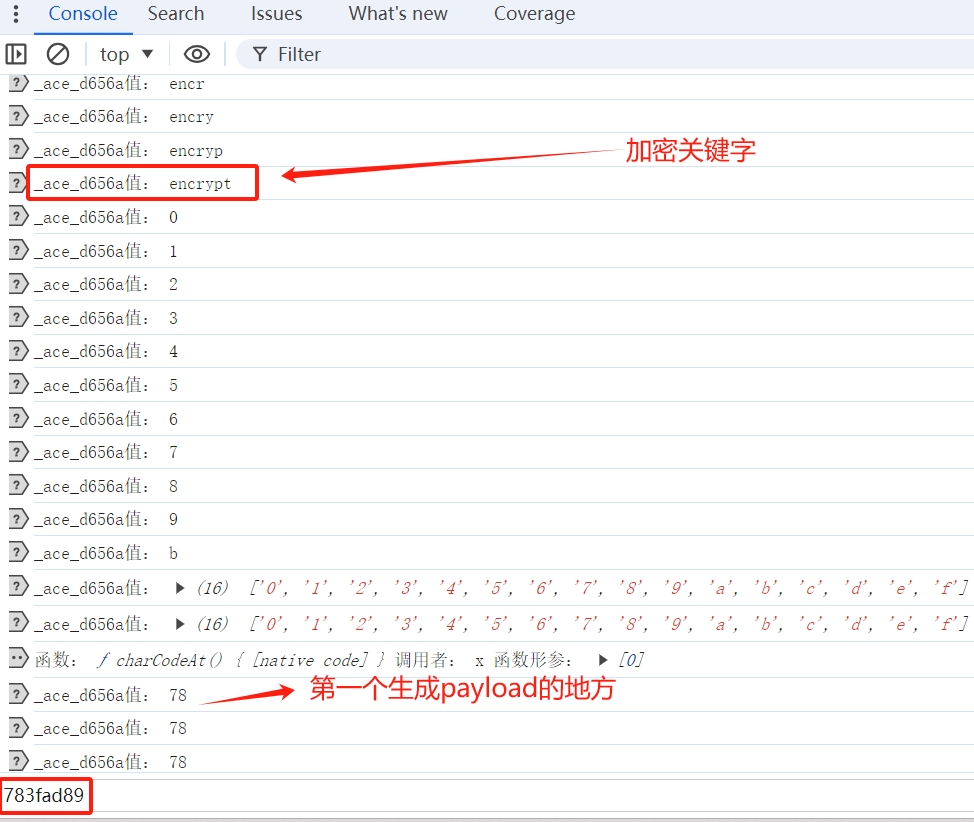 Console Search Issues What's new Coverage
top ▼ Filter
_ace_d656a值： encr
_ace_d656a值： encry
_ace_d656a值： encryp
加密关键字
_ace_d656a值： encrypt
_ace_d656a值： 0
_ace_d656a值： 1
_ace_d656a值： 2
_ace_d656a值： 3
_ace_d656a值： 4
_ace_d656a值： 5
_ace_d656a值： 6
_ace_d656a值： 7
_ace_d656a值： 8
_ace_d656a值： 9
_ace_d656a值： b
_ace_d656a值： ▶ (16) ['0', '1', '2', '3', '4', '5', '6', '7', '8', '9', 'a', 'b', 'c', 'd', 'e', 'f']
_ace_d656a值： ▶ (16) ['0', '1', '2', '3', '4', '5', '6', '7', '8', '9', 'a', 'b', 'c', 'd', 'e', 'f']
函数： ƒ charCodeAt() { [native code] } 调用者： x 函数形参： ▶ [0]
_ace_d656a值： 78
第一个生成payload的地方
_ace_d656a值： 78
_ace_d656a值： 78
783fad89